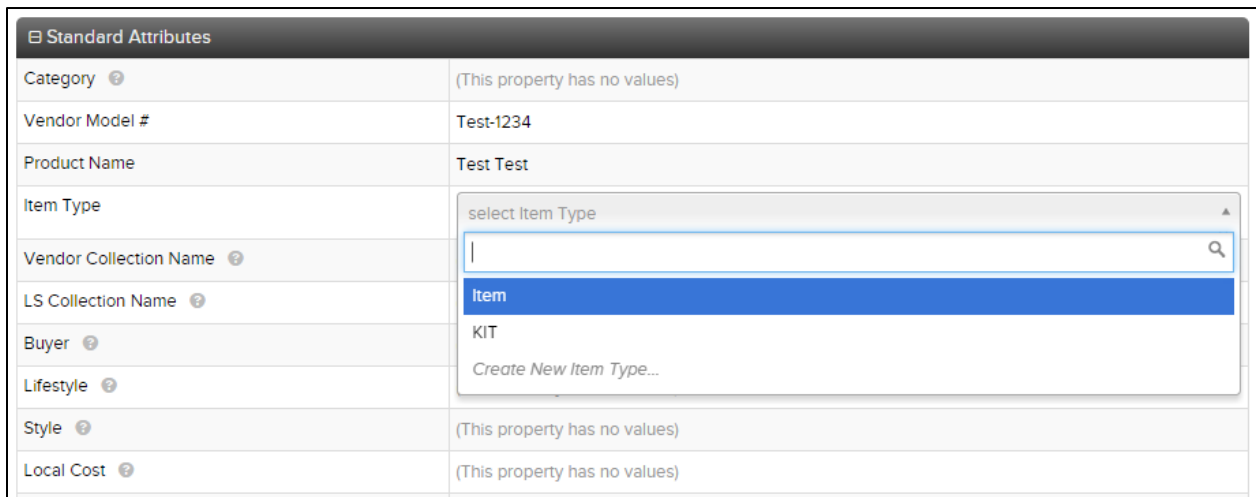 Standard Attributes
Category (This property has no values)
Vendor Model # Test-1234
Product Name Test Test
Item Type select Item Type
Vendor Collection Name
LS Collection Name Item
Buyer KIT
Create New Item Type...
Lifestyle
Style (This property has no values)
Local Cost (This property has no values)